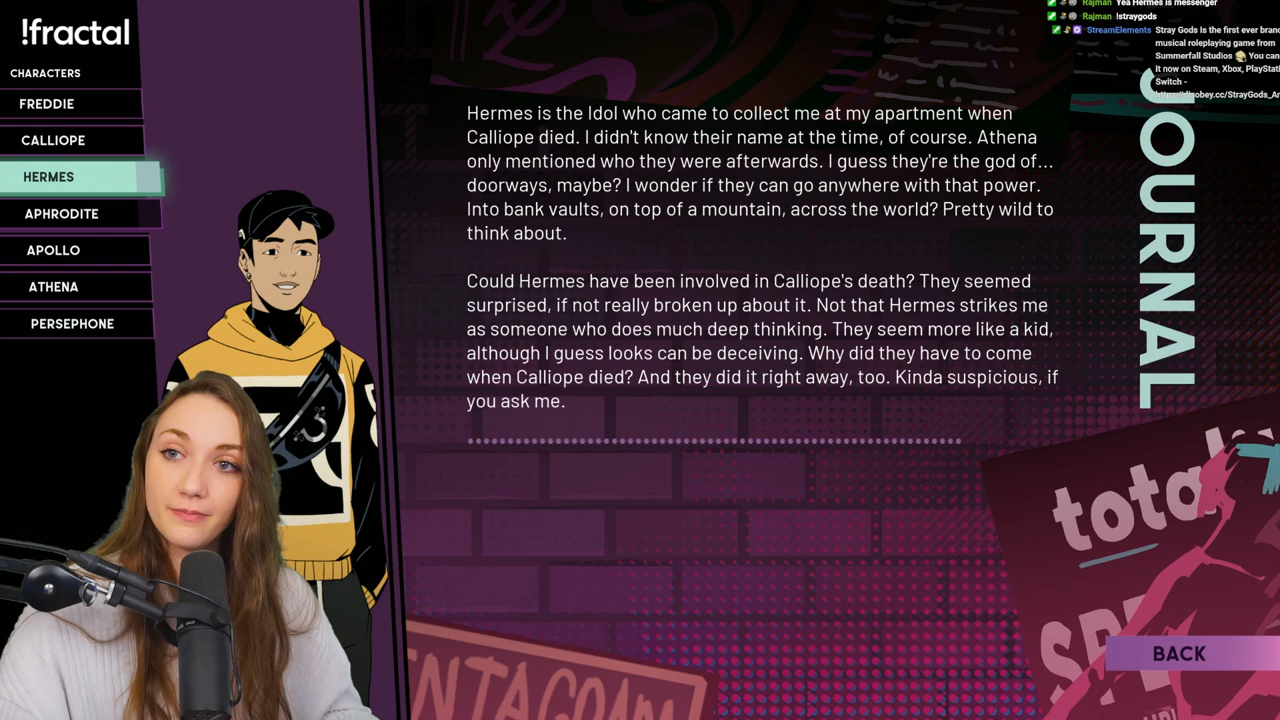 !fractal
CHARACTERS
FREDDIE
CALLIOPE
HERMES
APHRODITE
APOLLO
ATHENA
PERSEPHONE
Hermes is the Idol who came to collect me at my apartment when
Calliope died. I didn't know their name at the time, of course. Athena
only mentioned who they were afterwards. I guess they're the god of...
doorways, maybe? I wonder if they can go anywhere with that power.
Into bank vaults, on top of a mountain, across the world? Pretty wild to
think about.
Could Hermes have been involved in Calliope's death? They seemed
surprised, if not really broken up about it. Not that Hermes strikes me
as someone who does much deep thinking. They seem more like a kid,
although I guess looks can be deceiving. Why did they have to come
when Calliope died? And they did it right away, too. Kinda suspicious, if
you ask me.
Rajman Yea Hermes is messenger
Rajman !straygods
StreamElements Stray Gods is the first ever
musical roleplaying game from
Summerfall Studios You can
it now on Steam, Xbox,
Switch -
JOURNAL
BACK